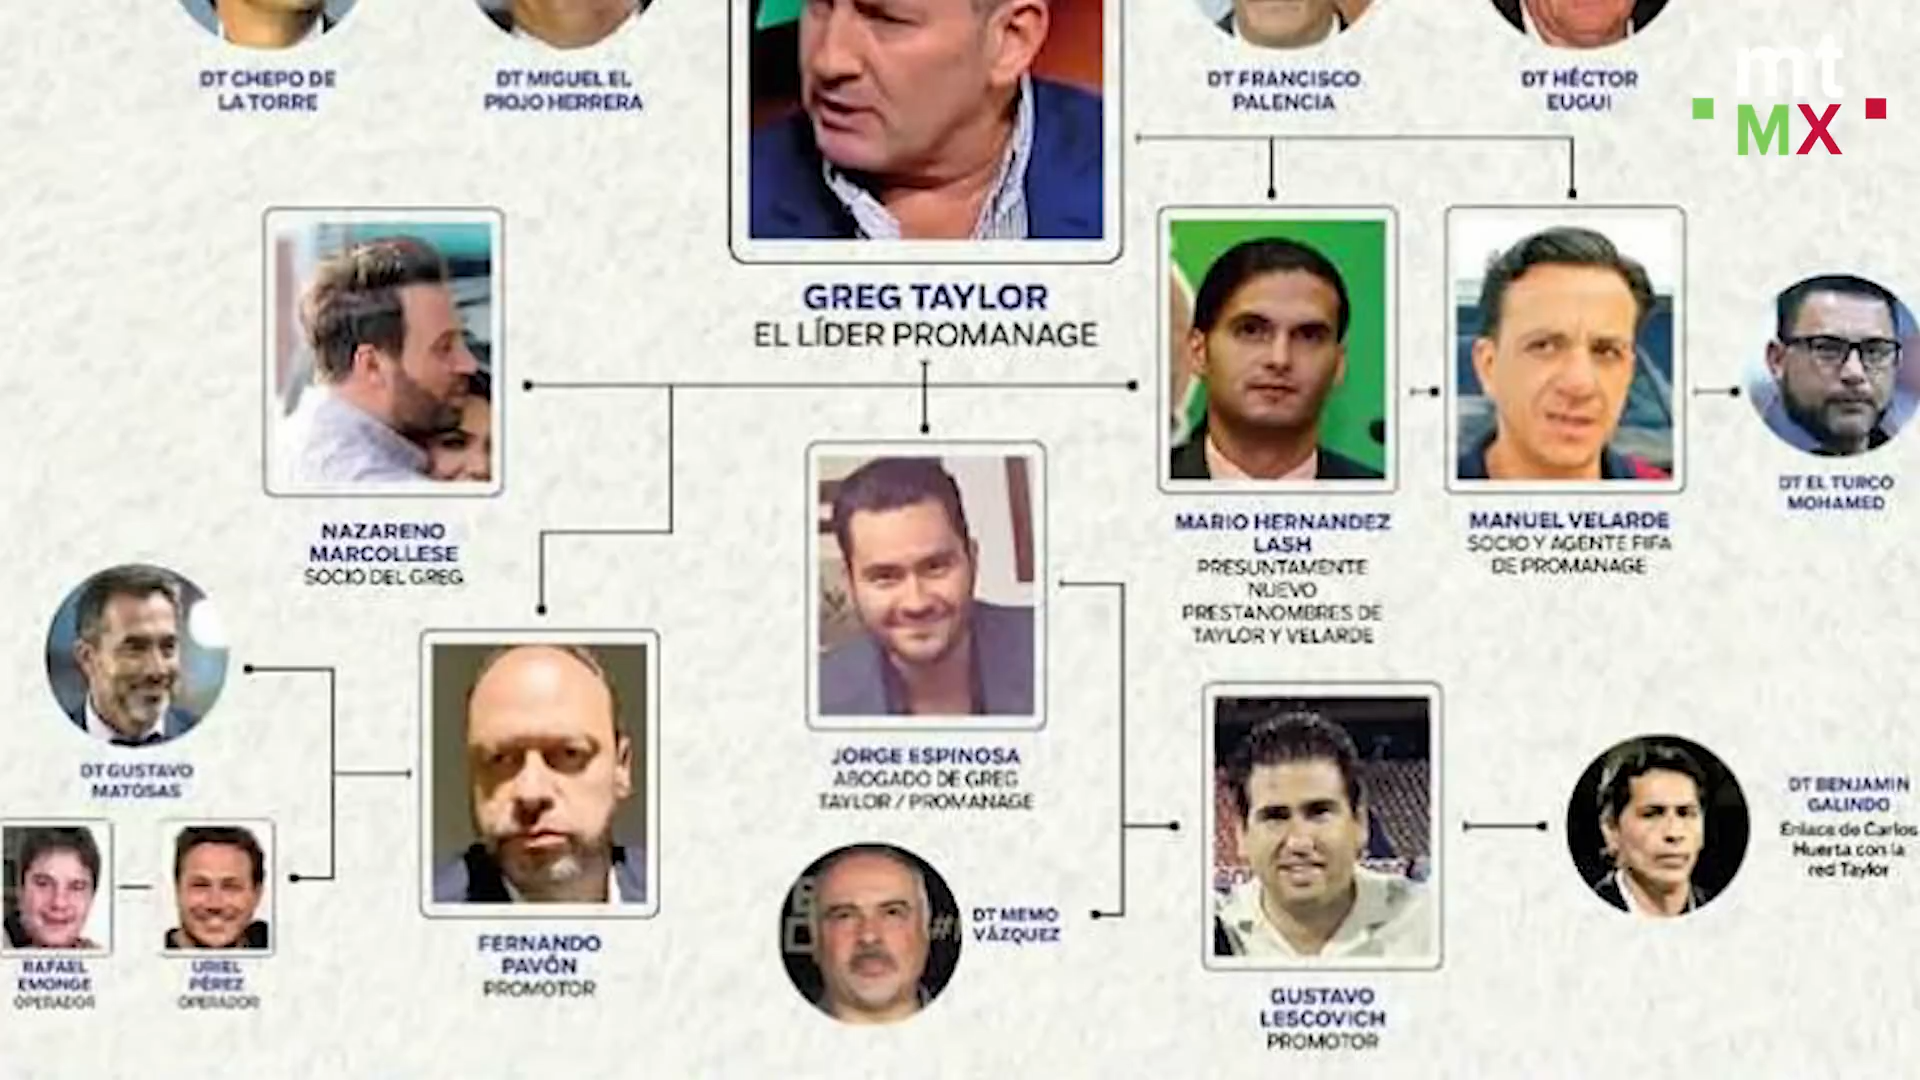 mt
MX
DT CHEPO DE
LA TORRE
DT MIGUEL EL
PIOJO HERRERA
DT FRANCISCO
PALENCIA
DT HÉCTOR
EUGUI
GREG TAYLOR
EL LÍDER PROMANAGE
NAZARENO
MARCOLLESE
SOCIO DEL GREG
MARIO HERNANDEZ
LASH
PRESUNTAMENTE
NUEVO
PRESTANOMBRES DE
TAYLOR Y VELARDE
MANUEL VELARDE
SOCIO Y AGENTE FIFA
DE PROMANAGE
DT EL TURCO
MOHAMED
DT GUSTAVO
MATOSAS
JORGE ESPINOSA
ABOGADO DE GREG
TAYLOR / PROMANAGE
DT BENJAMIN
GALINDO
Enlace de Carlos
Huerta con la
red Taylor
RAFAEL
EMONGE
OPERADOR
URIEL
PÉREZ
OPERADOR
FERNANDO
PAVÓN
PROMOTOR
DT MEMO
VÁZQUEZ
GUSTAVO
LESCOVICH
PROMOTOR